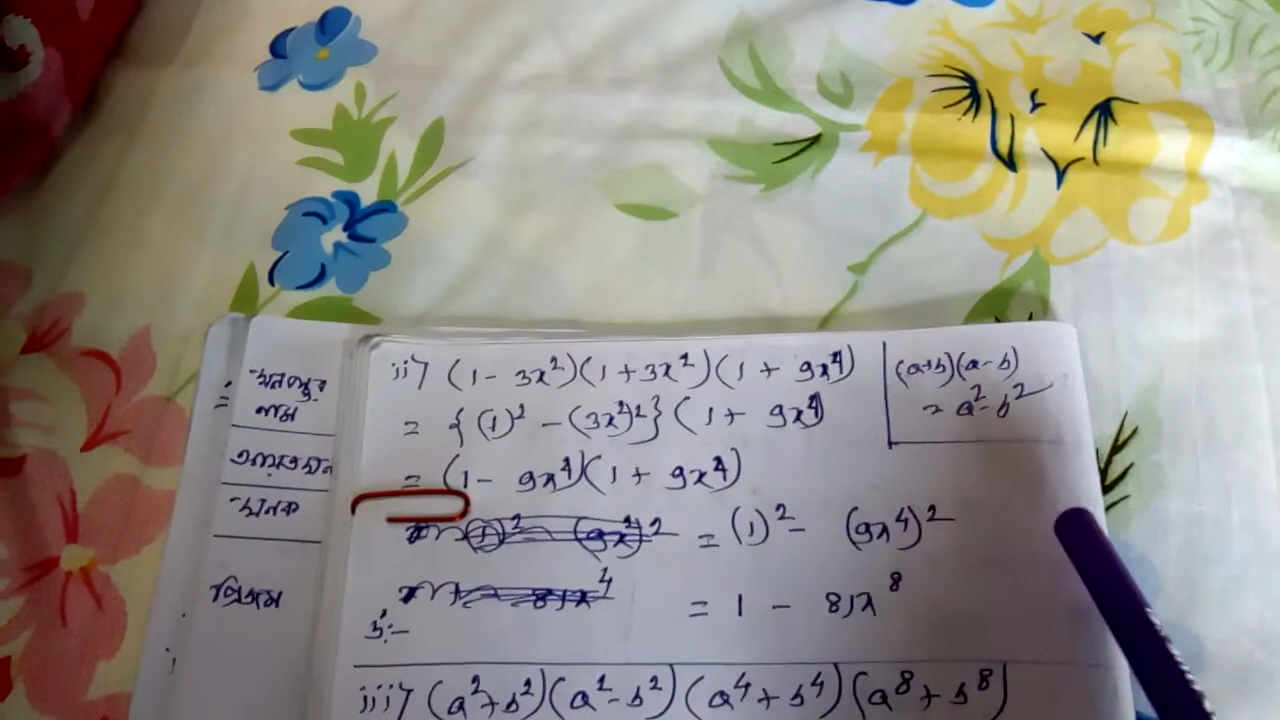 ii) (1 - 3x²)(1 + 3x²)(1 + 9x⁴)
(a+b)(a-b)
= a² - b²
= {(1)² - (3x²)²}(1 + 9x⁴)
= (1 - 9x⁴)(1 + 9x⁴)
= (1)² - (9x⁴)²
= 1 - 81x⁸
উঃ-
iii) (a²+b²)(a²-b²)(a⁴+b⁴)(a⁸+b⁸)